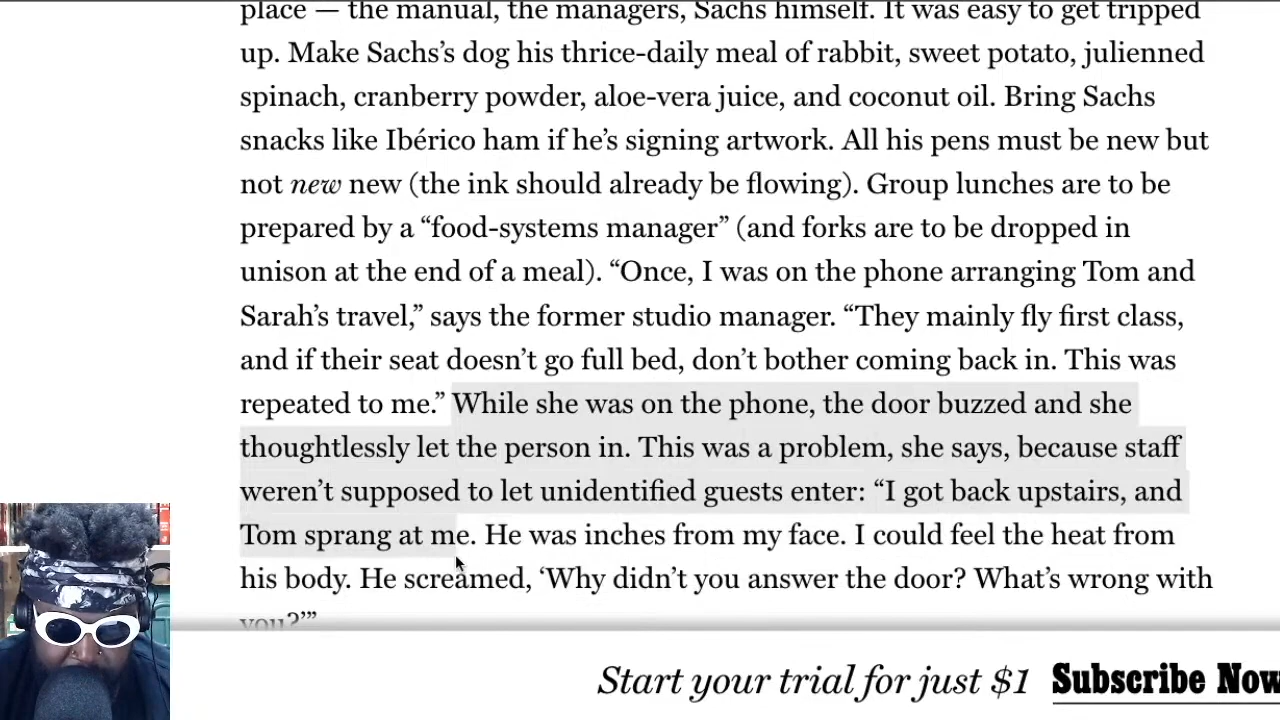 place — the manual, the managers, Sachs himself. It was easy to get tripped
up. Make Sachs’s dog his thrice-daily meal of rabbit, sweet potato, julienned
spinach, cranberry powder, aloe-vera juice, and coconut oil. Bring Sachs
snacks like Ibérico ham if he’s signing artwork. All his pens must be new but
not new new (the ink should already be flowing). Group lunches are to be
prepared by a “food-systems manager” (and forks are to be dropped in
unison at the end of a meal). “Once, I was on the phone arranging Tom and
Sarah’s travel,” says the former studio manager. “They mainly fly first class,
and if their seat doesn’t go full bed, don’t bother coming back in. This was
repeated to me.” While she was on the phone, the door buzzed and she
thoughtlessly let the person in. This was a problem, she says, because staff
weren’t supposed to let unidentified guests enter: “I got back upstairs, and
Tom sprang at me. He was inches from my face. I could feel the heat from
his body. He screamed, ‘Why didn’t you answer the door? What’s wrong with
you?’”
Start your trial for just $1 Subscribe Now